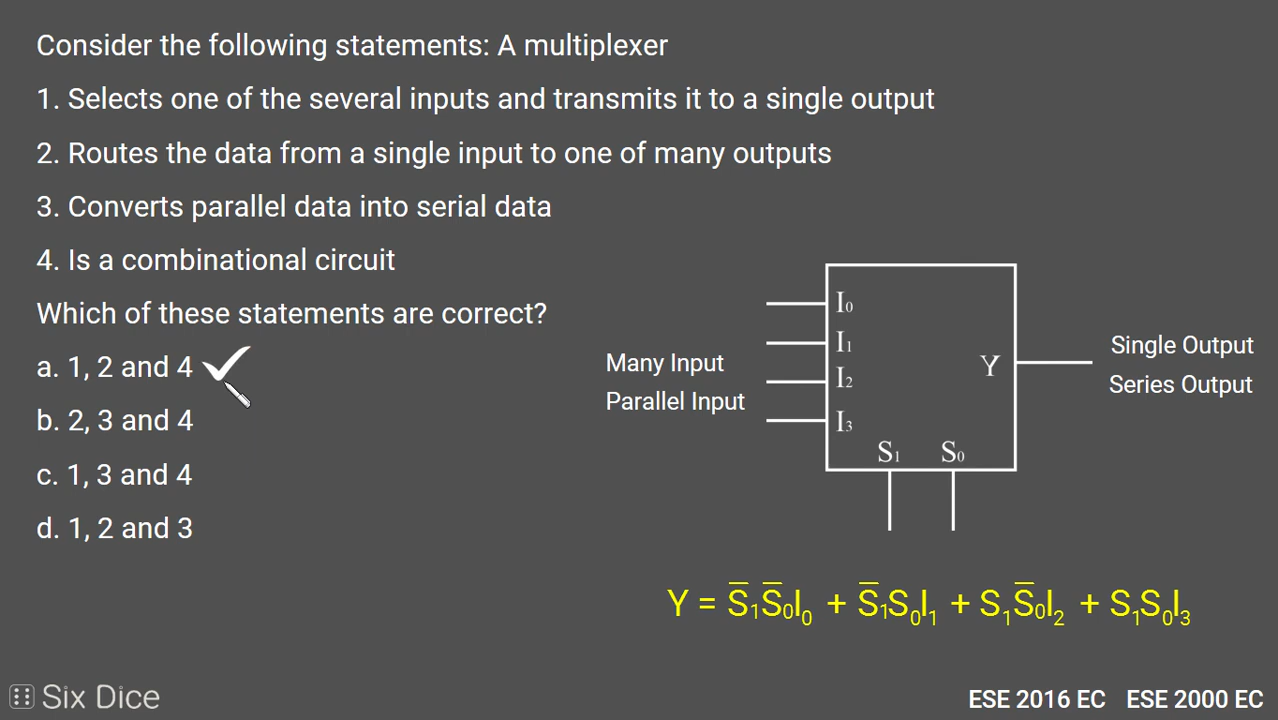 Consider the following statements: A multiplexer
1. Selects one of the several inputs and transmits it to a single output
2. Routes the data from a single input to one of many outputs
3. Converts parallel data into serial data
4. Is a combinational circuit
Which of these statements are correct?
a. 1, 2 and 4
b. 2, 3 and 4
c. 1, 3 and 4
d. 1, 2 and 3
Many Input
Parallel Input
I₀
I₁
I₂
I₃
S₁ S₀
Y
Single Output
Series Output
Y = S̅₁S̅₀I₀ + S̅₁S₀I₁ + S₁S̅₀I₂ + S₁S₀I₃
Six Dice
ESE 2016 EC ESE 2000 EC